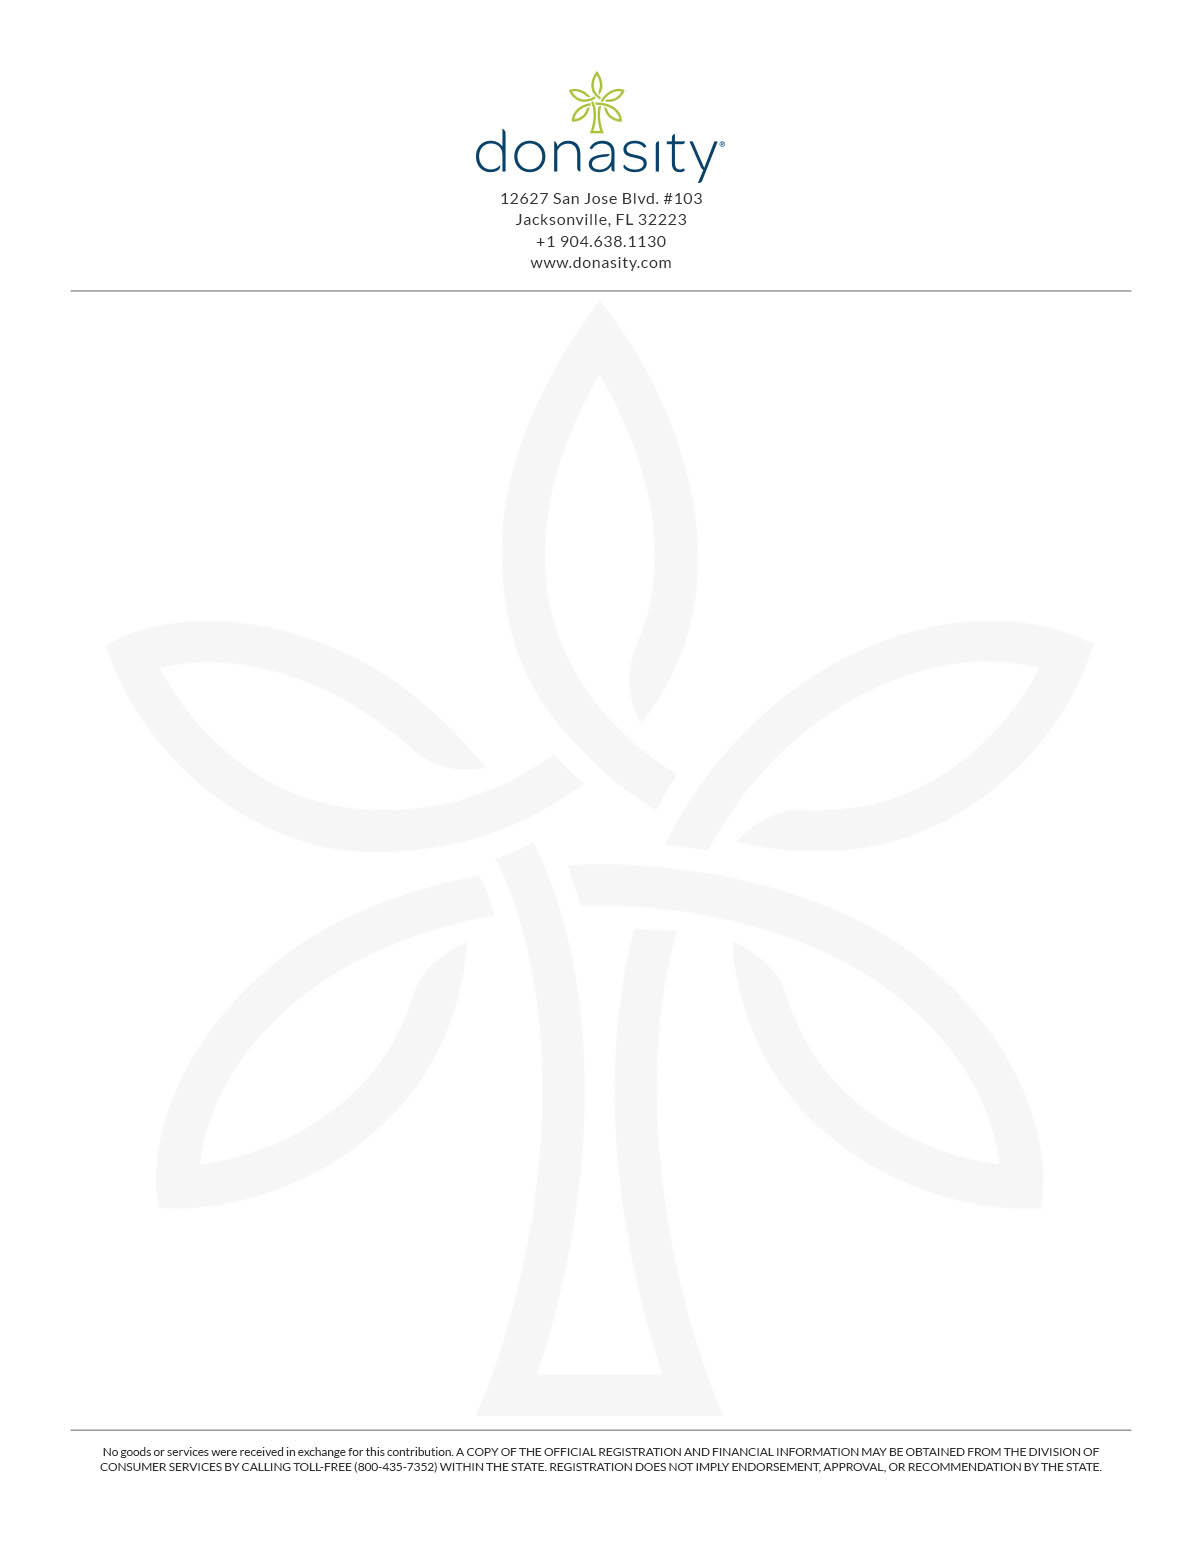 donasity®
12627 San Jose Blvd. #103
Jacksonville, FL 32223
+1 904.638.1130
www.donasity.com
No goods or services were received in exchange for this contribution. A COPY OF THE OFFICIAL REGISTRATION AND FINANCIAL INFORMATION MAY BE OBTAINED FROM THE DIVISION OF
CONSUMER SERVICES BY CALLING TOLL-FREE (800-435-7352) WITHIN THE STATE. REGISTRATION DOES NOT IMPLY ENDORSEMENT, APPROVAL, OR RECOMMENDATION BY THE STATE.